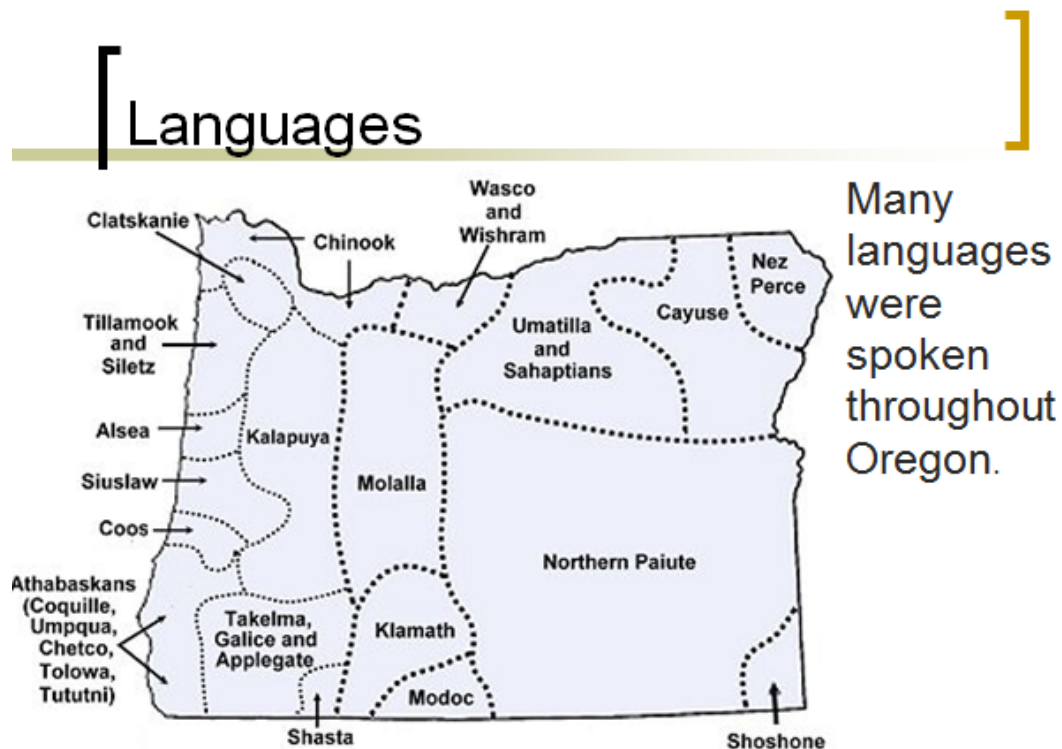 Languages
Many
languages
were
spoken
throughout
Oregon.
Wasco
and
Wishram
Clatskanie
Chinook
Nez
Perce
Cayuse
Tillamook
and
Siletz
Umatilla
and
Sahaptians
Alsea
Kalapuya
Siuslaw
Molalla
Coos
Northern Paiute
Athabaskans
(Coquille,
Umpqua,
Chetco,
Tolowa,
Tututni)
Takelma,
Galice and
Applegate
Klamath
Modoc
Shasta
Shoshone